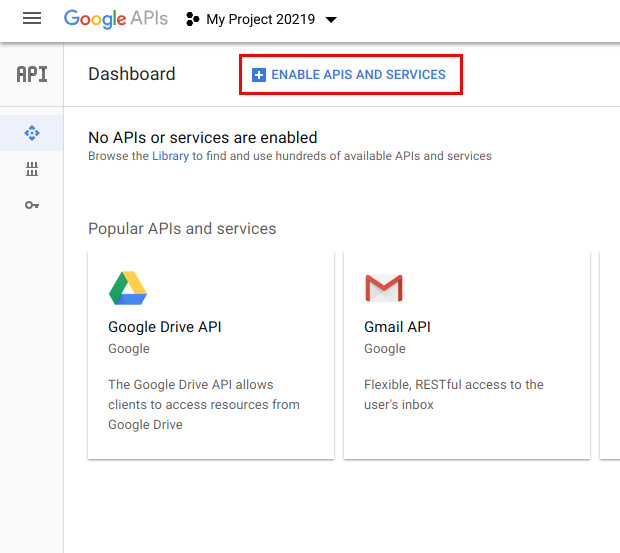 Google APIs My Project 20219
API Dashboard ENABLE APIS AND SERVICES
No APIs or services are enabled
Browse the Library to find and use hundreds of available APIs and services
Popular APIs and services
Google Drive API
Google
The Google Drive API allows
clients to access resources from
Google Drive
Gmail API
Google
Flexible, RESTful access to the
user's inbox